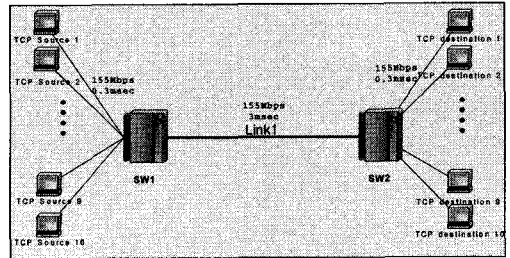 TCP Source 1
TCP Source 2
155Mbps
0.3msec
TCP Source 9
TCP Source 10
SW1
155Mbps
3msec
Link1
SW2
155Mbps
0.3msec
TCP destination 1
TCP destination 2
TCP destination 9
TCP destination 10